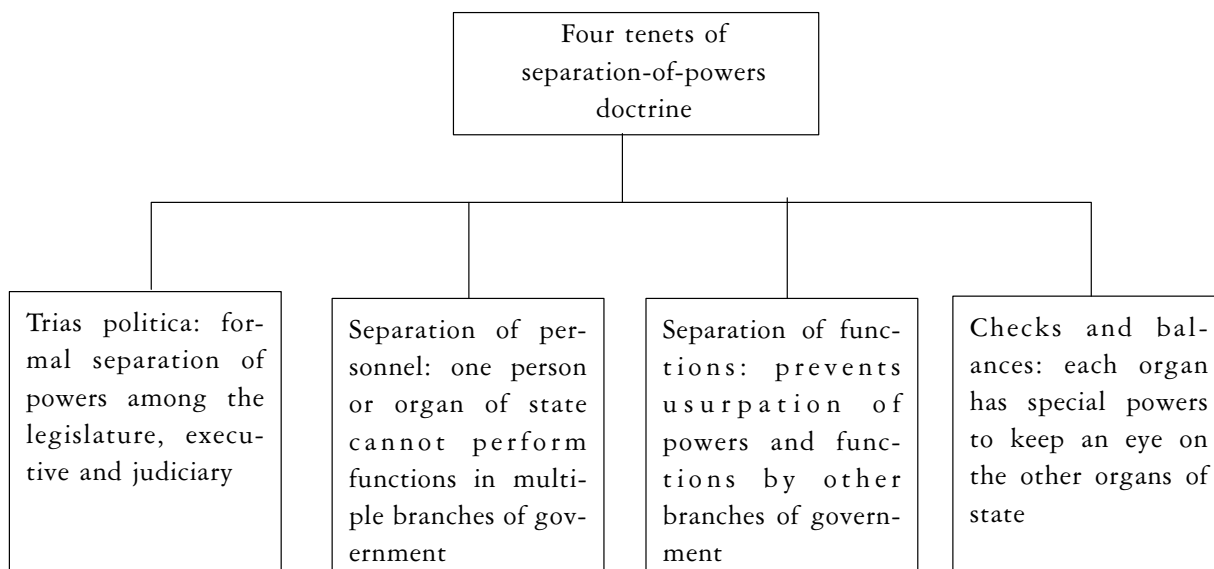 Four tenets of
separation-of-powers
doctrine
Trias politica: for-
mal separation of
powers among the
legislature, execu-
tive and judiciary
Separation of per-
sonnel: one person
or organ of state
cannot perform
functions in multi-
ple branches of gov-
ernment
Separation of func-
tions: prevents
usurpation of
powers and func-
tions by other
branches of govern-
ment
Checks and bal-
ances: each organ
has special powers
to keep an eye on
the other organs of
state